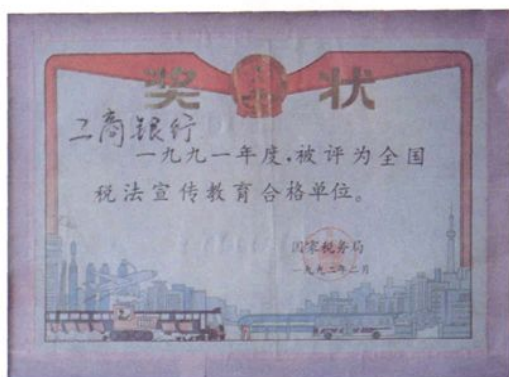 奖状
工商银行
一九九一年度，被评为全国
税法宣传教育合格单位。
国家税务局
一九九二年二月